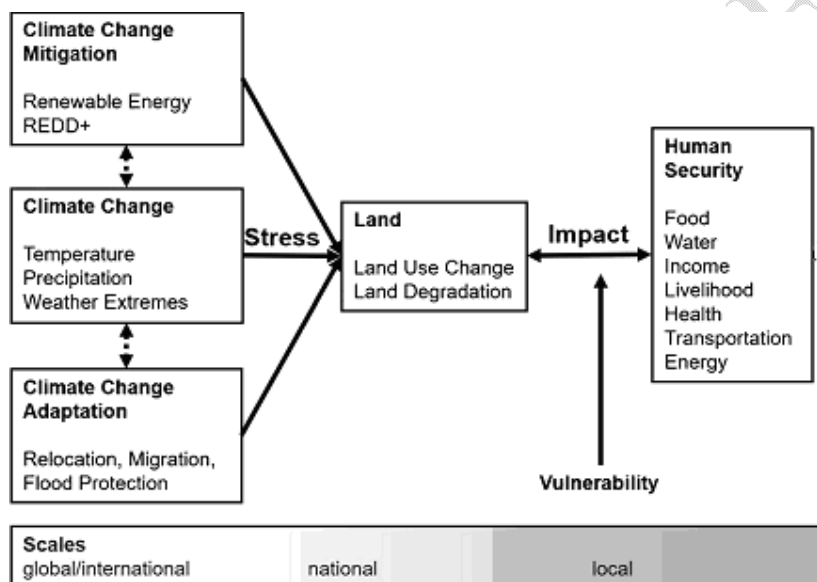 Climate Change
Mitigation
Renewable Energy
REDD+
Climate Change
Temperature
Precipitation
Weather Extremes
Climate Change
Adaptation
Relocation, Migration,
Flood Protection
Stress
Land
Land Use Change
Land Degradation
Impact
Vulnerability
Human
Security
Food
Water
Income
Livelihood
Health
Transportation
Energy
Scales
global/international
national
local